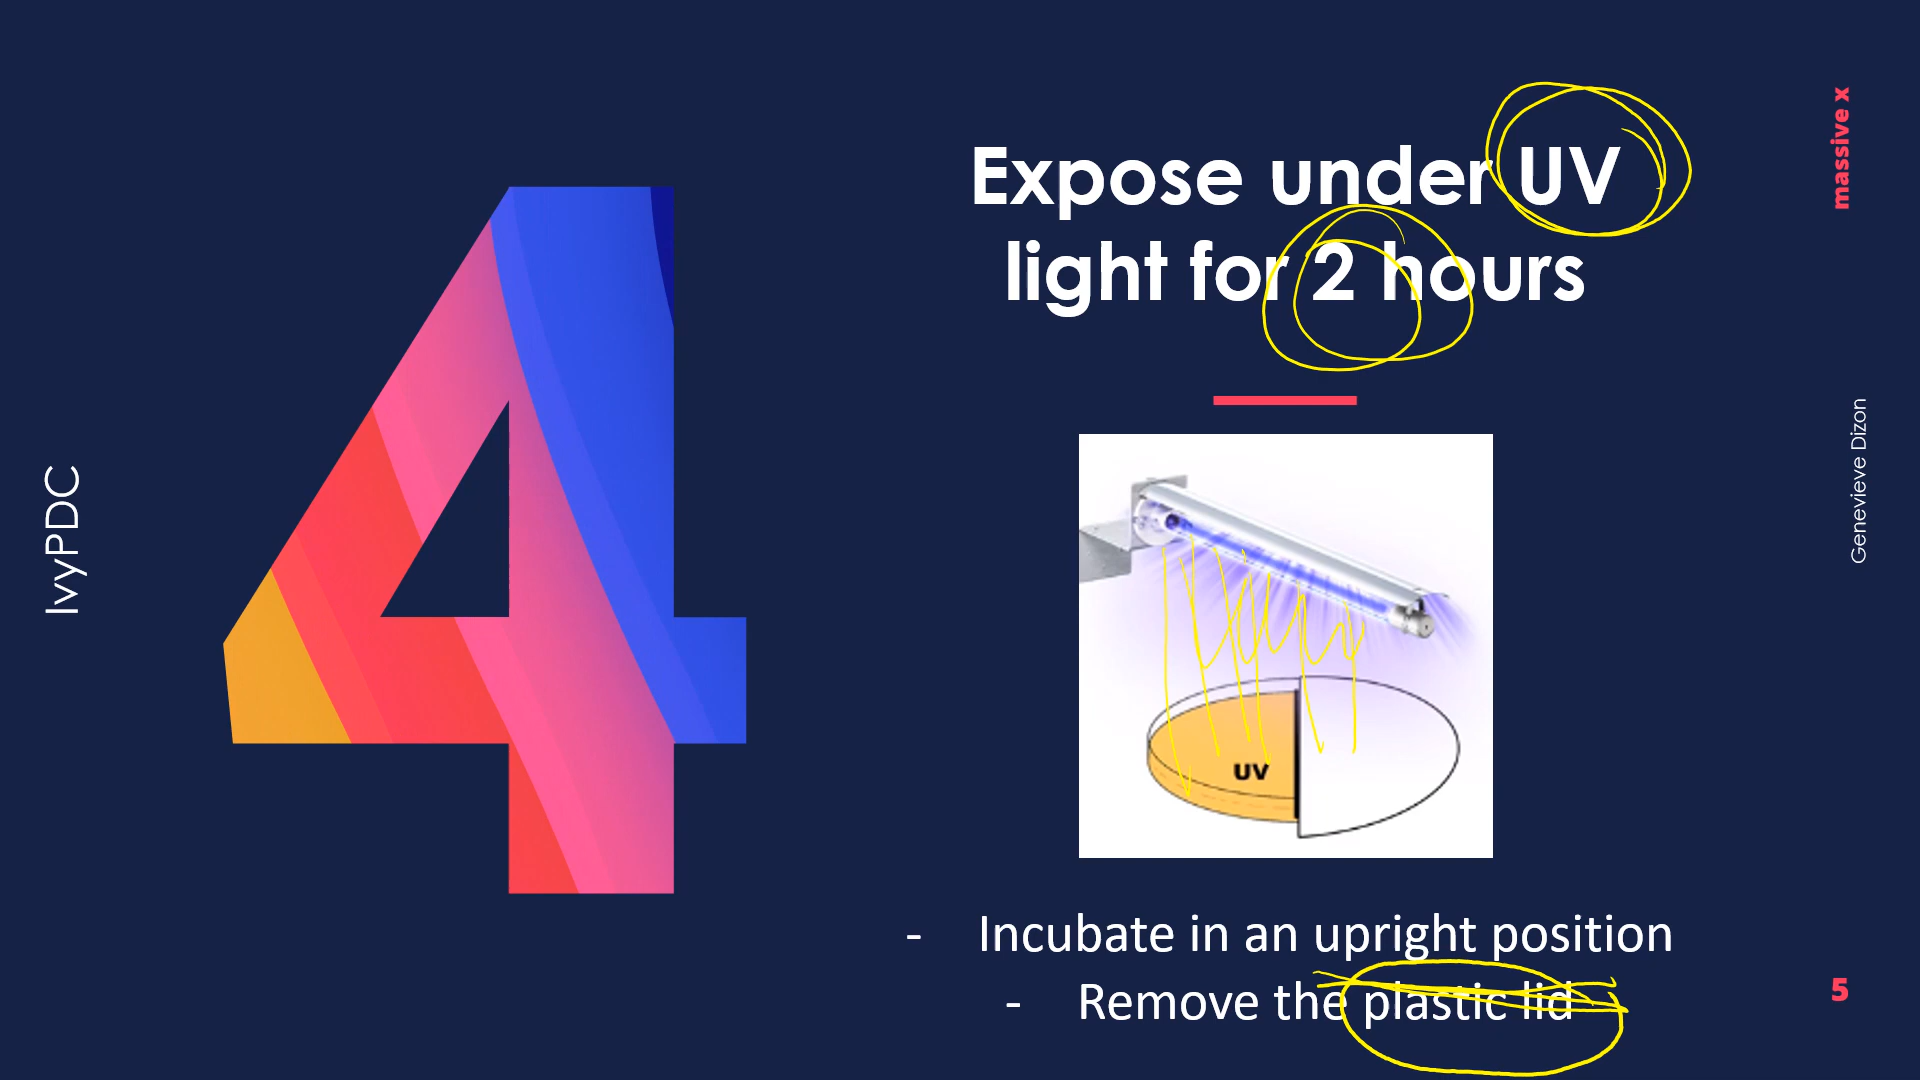 IvyPDC
4
Expose under UV
light for 2 hours
UV
- Incubate in an upright position
- Remove the plastic lid
massive x
Genevieve Dizon
5